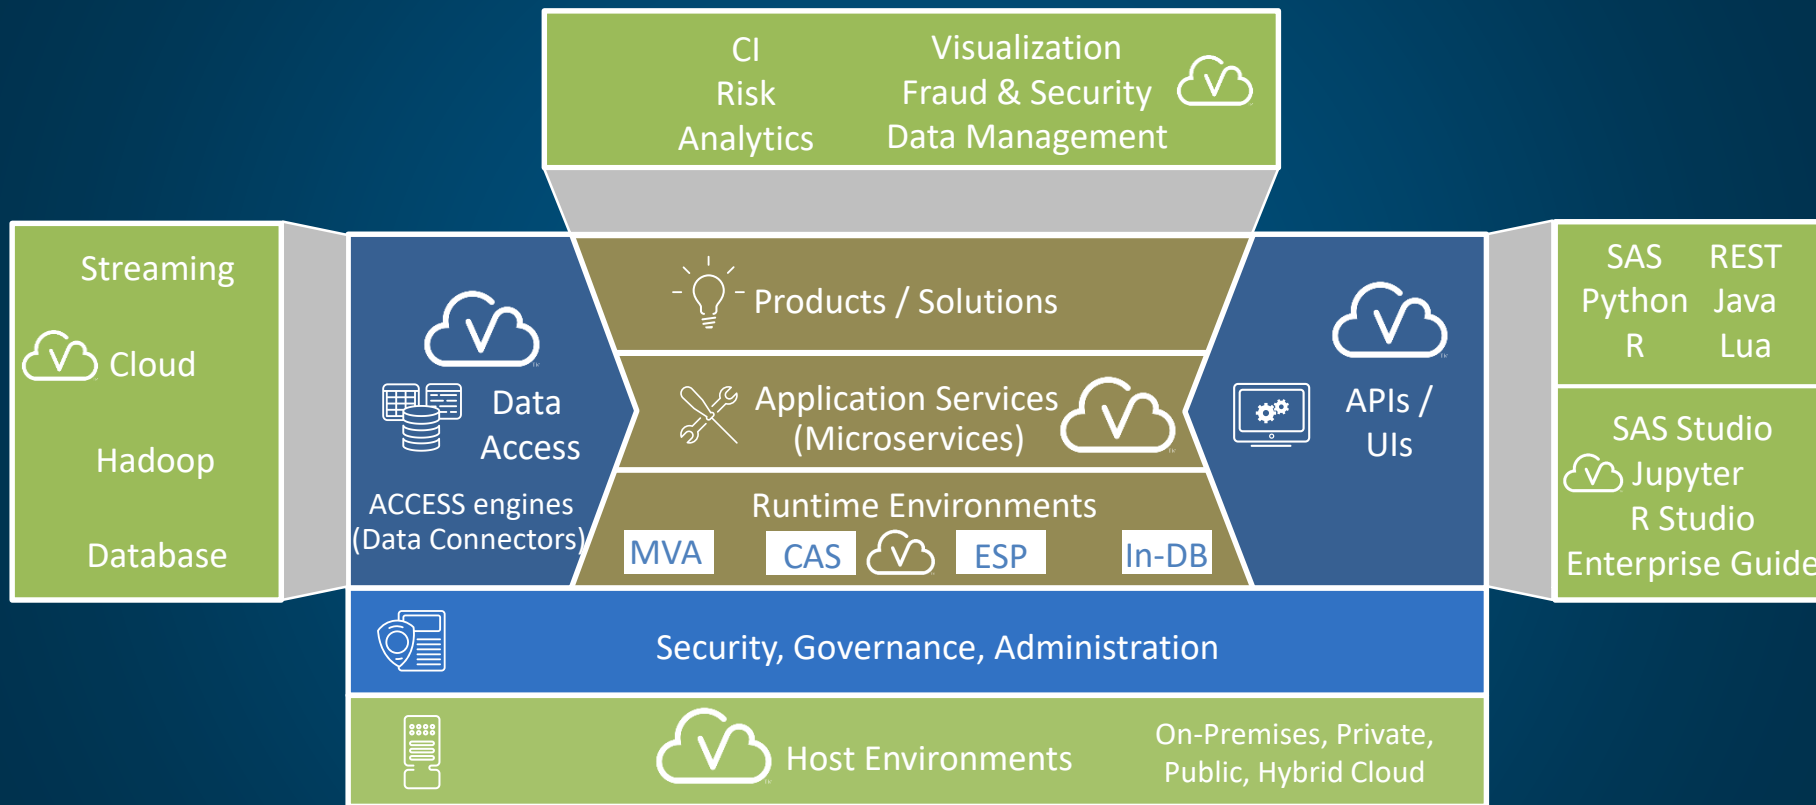 CI
Risk
Analytics
Visualization
Fraud & Security
Data Management
Streaming
Cloud
Hadoop
Database
Data
Access
ACCESS engines
(Data Connectors)
Products / Solutions
Application Services
(Microservices)
Runtime Environments
MVA
CAS
ESP
In-DB
APIs /
UIs
SAS REST
Python Java
R Lua
SAS Studio
Jupyter
R Studio
Enterprise Guide
Security, Governance, Administration
Host Environments
On-Premises, Private,
Public, Hybrid Cloud